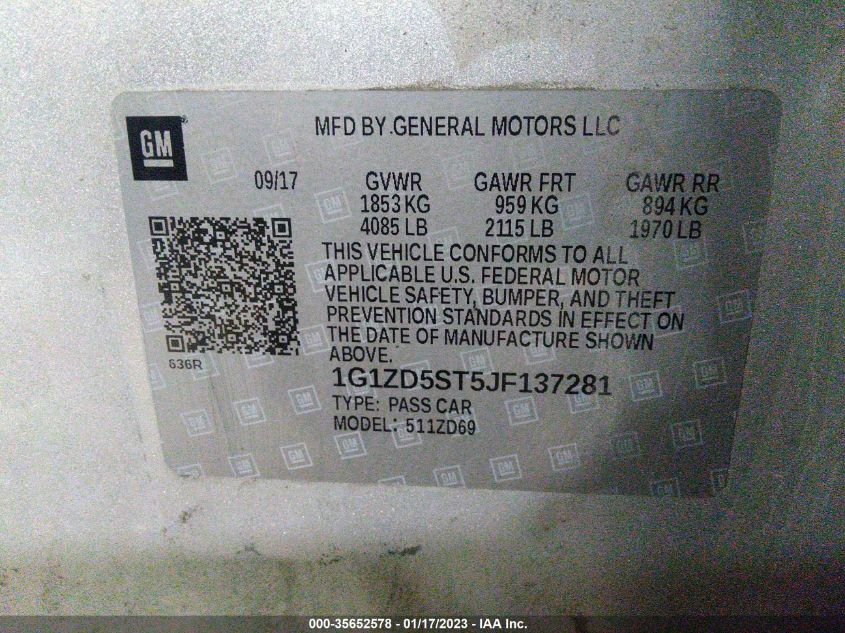 GM
MFD BY GENERAL MOTORS LLC
09/17 GVWR GAWR FRT GAWR RR
1853 KG 959 KG 894 KG
4085 LB 2115 LB 1970 LB
THIS VEHICLE CONFORMS TO ALL
APPLICABLE U.S. FEDERAL MOTOR
VEHICLE SAFETY, BUMPER, AND THEFT
PREVENTION STANDARDS IN EFFECT ON
THE DATE OF MANUFACTURE SHOWN
ABOVE.
636R
1G1ZD5ST5JF137281
TYPE: PASS CAR
MODEL: 511ZD69
000-35652578 - 01/17/2023 - IAA Inc.